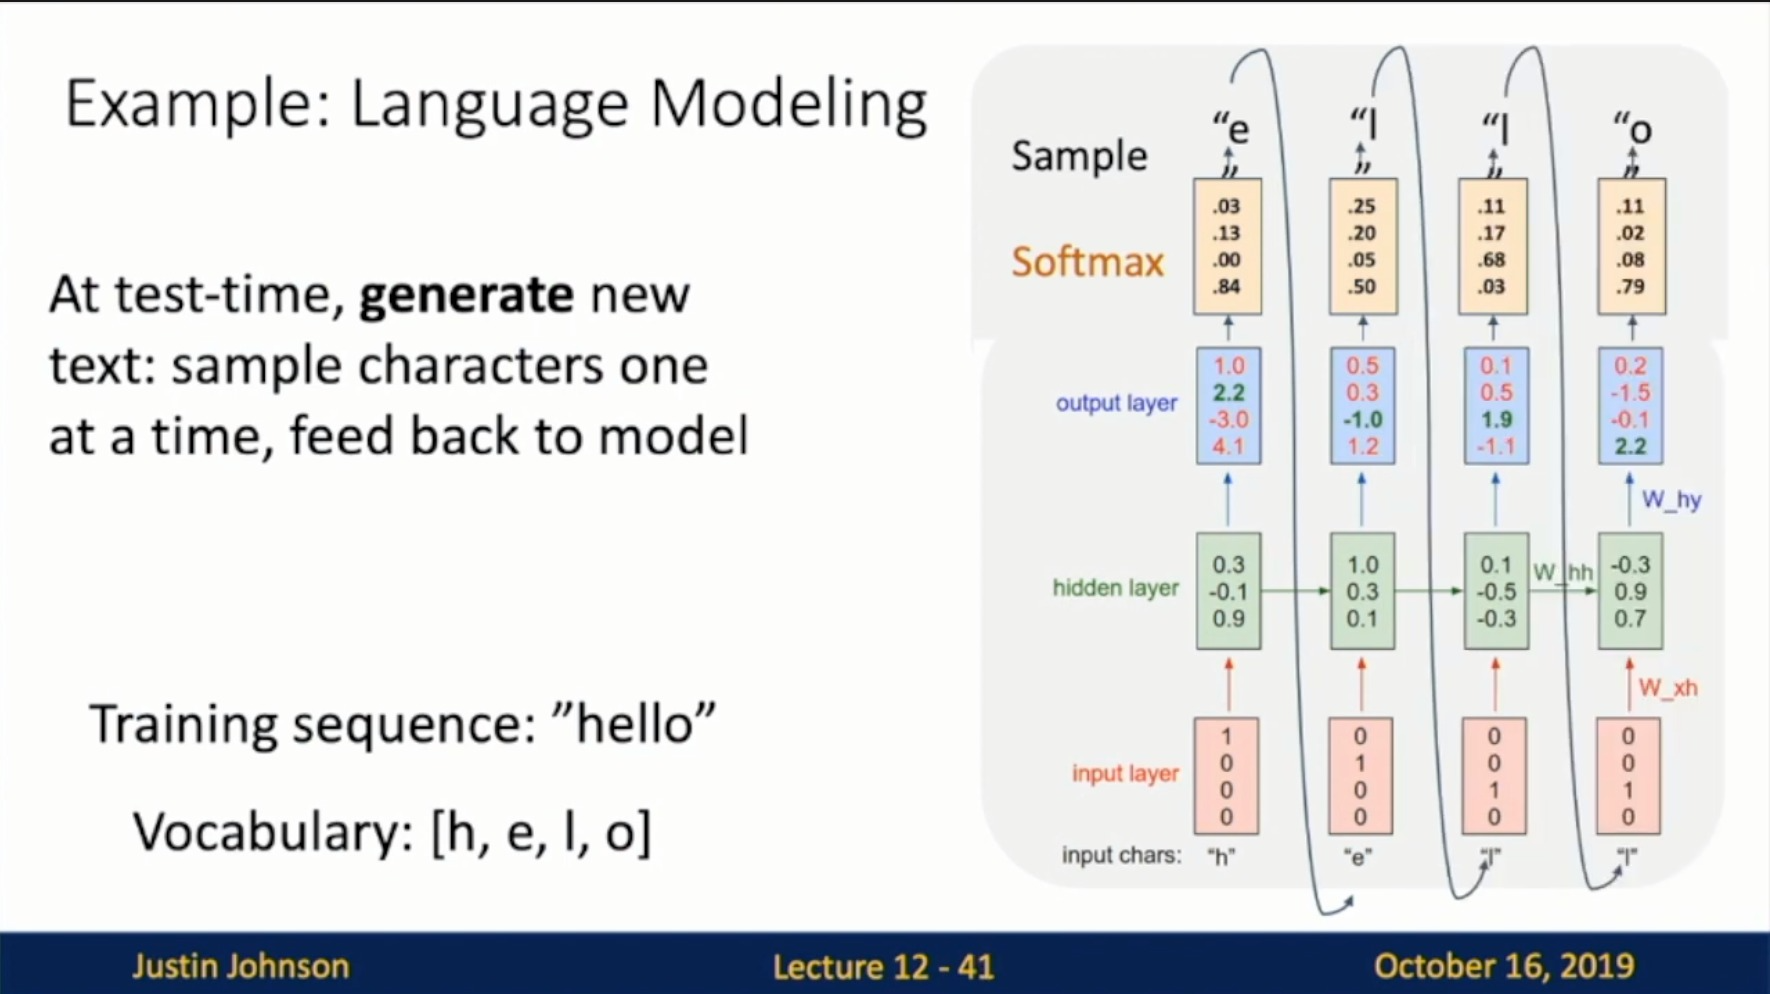 Example: Language Modeling
At test-time, generate new
text: sample characters one
at a time, feed back to model
Training sequence: ”hello”
Vocabulary: [h, e, l, o]
Sample
“e” “l” “l” “o”
Softmax
.03 .25 .11 .11
.13 .20 .17 .02
.00 .05 .68 .08
.84 .50 .03 .79
output layer
1.0 0.5 0.1 0.2
2.2 0.3 0.5 -1.5
-3.0 -1.0 1.9 -0.1
4.1 1.2 -1.1 2.2
W_hy
hidden layer
0.3 1.0 0.1 -0.3
-0.1 0.3 -0.5 0.9
0.9 0.1 -0.3 0.7
W_hh
W_xh
input layer
1 0 0 0
0 1 0 0
0 0 1 1
0 0 0 0
input chars: “h” “e” “l” “l”
Justin Johnson
Lecture 12 - 41
October 16, 2019